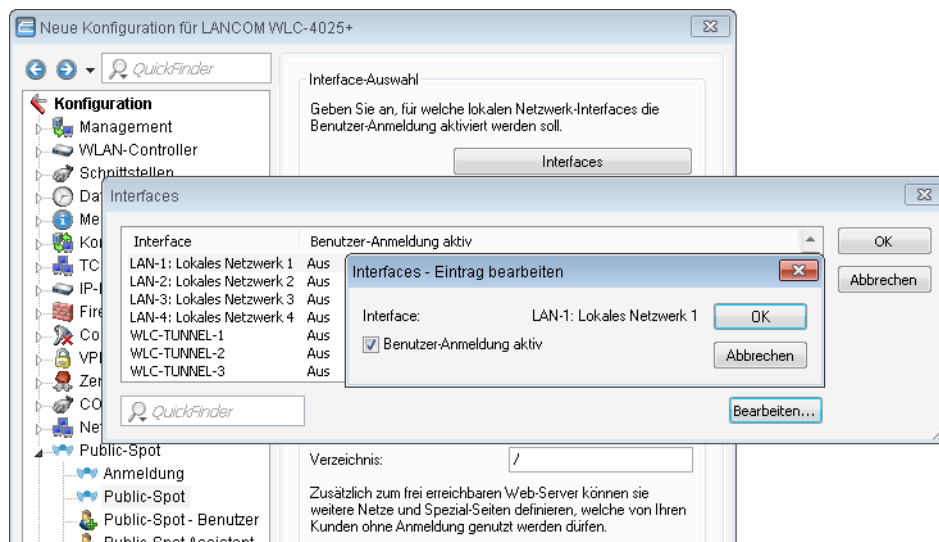 Neue Konfiguration für LANCOM WLC-4025+
QuickFinder
Konfiguration
Management
WLAN-Controller
Schnittstellen
Interface-Auswahl
Geben Sie an, für welche lokalen Netzwerk-Interfaces die
Benutzer-Anmeldung aktiviert werden soll.
Interfaces
Interfaces
Interface Benutzer-Anmeldung aktiv
LAN-1: Lokales Netzwerk 1 Aus
LAN-2: Lokales Netzwerk 2 Aus
LAN-3: Lokales Netzwerk 3 Aus
LAN-4: Lokales Netzwerk 4 Aus
WLC-TUNNEL-1 Aus
WLC-TUNNEL-2 Aus
WLC-TUNNEL-3 Aus
OK
Abbrechen
QuickFinder
Bearbeiten...
Interfaces - Eintrag bearbeiten
Interface: LAN-1: Lokales Netzwerk 1
Benutzer-Anmeldung aktiv
OK
Abbrechen
Public-Spot
Anmeldung
Public-Spot
Public-Spot - Benutzer
Public-Spot Assistent
Verzeichnis: /
Zusätzlich zum frei erreichbaren Web-Server können sie
weitere Netze und Spezial-Seiten definieren, welche von Ihren
Kunden ohne Anmeldung genutzt werden dürfen.